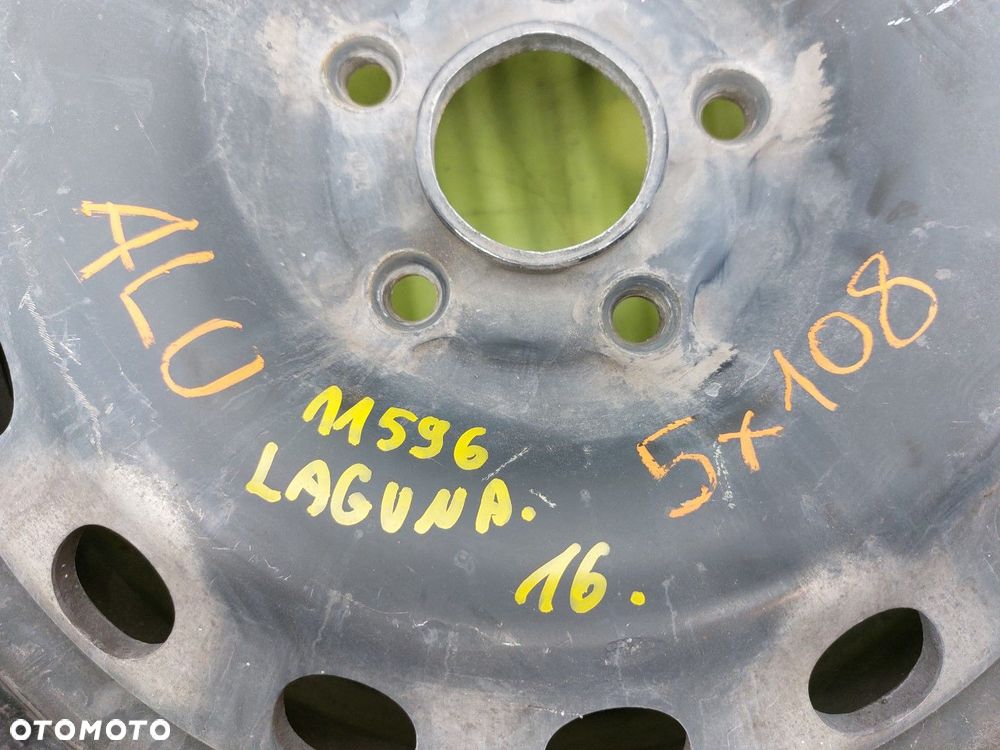 ALU
11596
LAGUNA.
16.
5x108
OTOMOTO